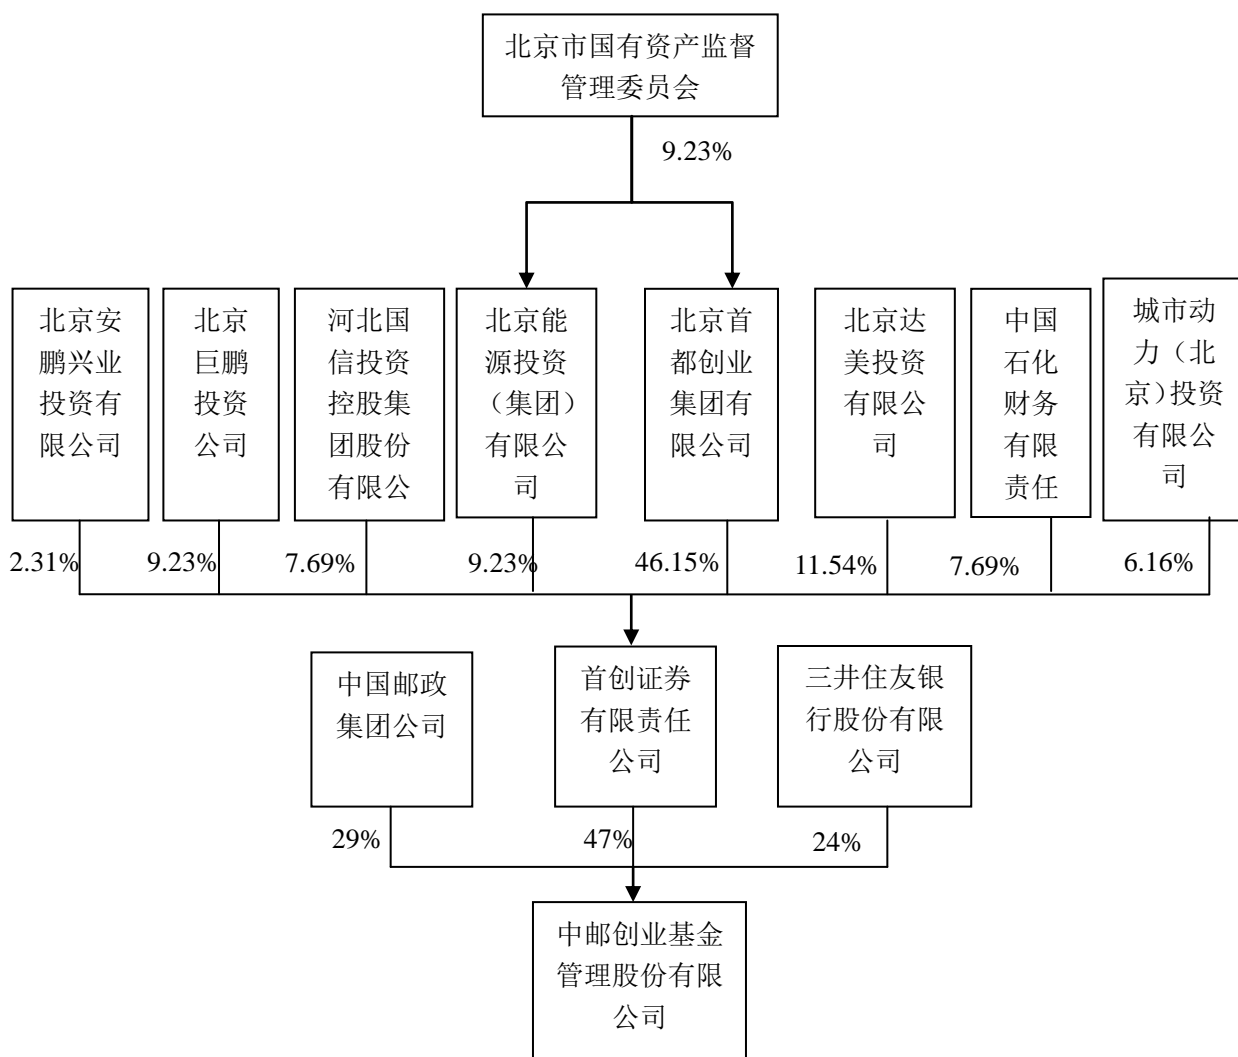 北京市国有资产监督
管理委员会
9.23%
北京安
鹏兴业
投资有
限公司
北京
巨鹏
投资
公司
河北国
信投资
控股集
团股份
有限公
北京能
源投资
（集团）
有限公
司
北京首
都创业
集团有
限公司
北京达
美投资
有限公
司
中国
石化
财务
有限
责任
城市动
力（北
京）投资
有限公
司
2.31%
9.23%
7.69%
9.23%
46.15%
11.54%
7.69%
6.16%
中国邮政
集团公司
首创证券
有限责任
公司
三井住友银
行股份有限
公司
29%
47%
24%
中邮创业基金
管理股份有限
公司